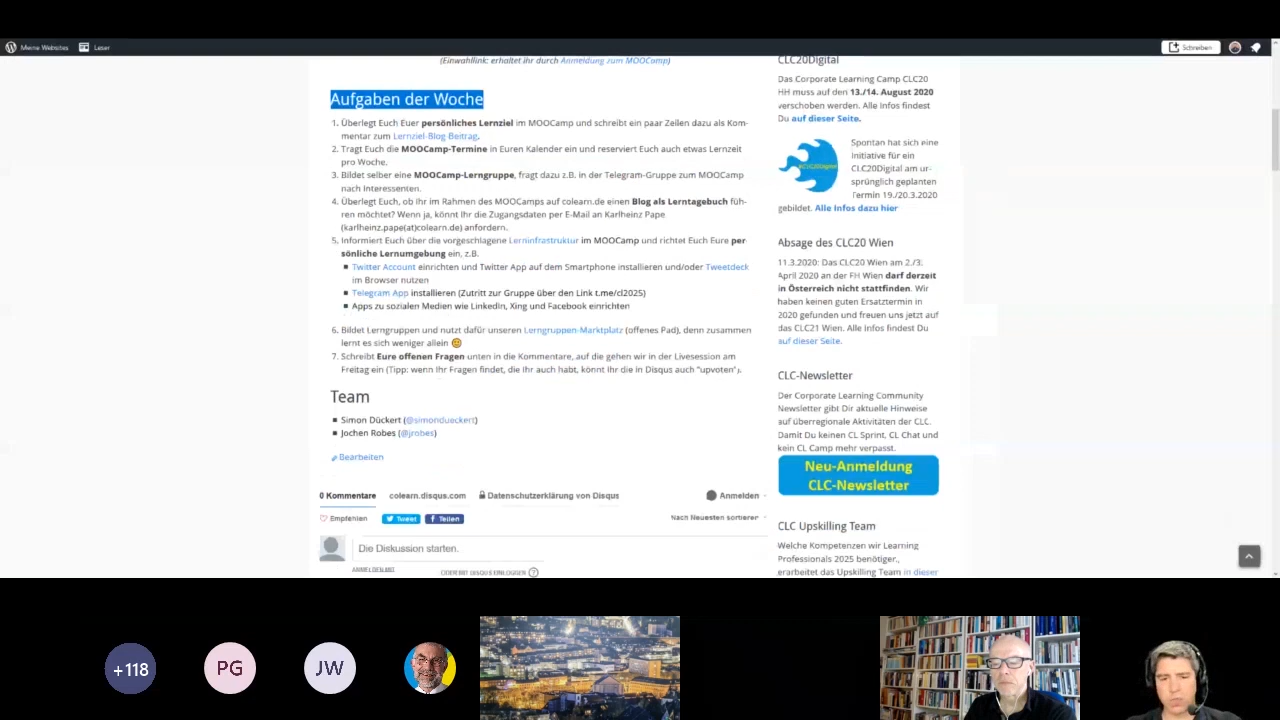 Meine Websites
Leser
Schreiben
(Einwahllink: erhaltet ihr durch Anmeldung zum MOOCamp)
Aufgaben der Woche
1. Überlegt Euch Euer persönliches Lernziel im MOOCamp und schreibt ein paar Zeilen dazu als Kom-
mentar zum Lernziel-Blog Beitrag.
2. Tragt Euch die MOOCamp-Termine in Euren Kalender ein und reserviert Euch auch etwas Lernzeit
pro Woche.
3. Bildet selber eine MOOCamp-Lerngruppe, fragt dazu z.B. in der Telegram-Gruppe zum MOOCamp
nach Interessenten.
4. Überlegt Euch, ob Ihr im Rahmen des MOOCamps auf colearn.de einen Blog als Lerntagebuch füh-
ren möchtet? Wenn ja, könnt Ihr die Zugangsdaten per E-Mail an Karlheinz Pape
(karlheinz.pape(at)colearn.de) anfordern.
5. Informiert Euch über die vorgeschlagene Lerninfrastruktur im MOOCamp und richtet Euch Eure per-
sönliche Lernumgebung ein, z.B.
Twitter Account einrichten und Twitter App auf dem Smartphone installieren und/oder Tweetdeck
im Browser nutzen
Telegram App installieren (Zutritt zur Gruppe über den Link t.me/cl2025)
Apps zu sozialen Medien wie LinkedIn, Xing und Facebook einrichten
6. Bildet Lerngruppen und nutzt dafür unseren Lerngruppen-Marktplatz (offenes Pad), denn zusammen
lernt es sich weniger allein 🙂
7. Schreibt Eure offenen Fragen unten in die Kommentare, auf die gehen wir in der Livesession am
Freitag ein (Tipp: wenn Ihr Fragen findet, die Ihr auch habt, könnt Ihr die in Disqus auch "upvoten").
Team
Simon Dückert (@simondueckert)
Jochen Robes (@jrobes)
Bearbeiten
0 Kommentare colearn.disqus.com Datenschutzerklärung von Disqus Anmelden
Empfehlen Tweet Teilen Nach Neuesten sortieren
Die Diskussion starten.
ANMELDEN MIT ODER BEI DISQUS EINLOGGEN ?
CLC20Digital
Das Corporate Learning Camp CLC20
HH muss auf den 13./14. August 2020
verschoben werden. Alle Infos findest
Du auf dieser Seite.
Spontan hat sich eine
Initiative für ein
CLC20Digital am ur-
sprünglich geplanten
Termin 19./20.3.2020
gebildet. Alle Infos dazu hier
Absage des CLC20 Wien
11.3.2020: Das CLC20 Wien am 2./3.
April 2020 an der FH Wien darf derzeit
in Österreich nicht stattfinden. Wir
haben keinen guten Ersatztermin in
2020 gefunden und freuen uns jetzt auf
das CLC21 Wien. Alle Infos findest Du
auf dieser Seite.
CLC-Newsletter
Der Corporate Learning Community
Newsletter gibt Dir aktuelle Hinweise
auf überregionale Aktivitäten der CLC.
Damit Du keinen CL Sprint, CL Chat und
kein CL Camp mehr verpasst.
Neu-Anmeldung
CLC-Newsletter
CLC Upskilling Team
Welche Kompetenzen wir Learning
Professionals 2025 benötigen.,
erarbeitet das Upskilling Team in dieser
+118
PG
JW